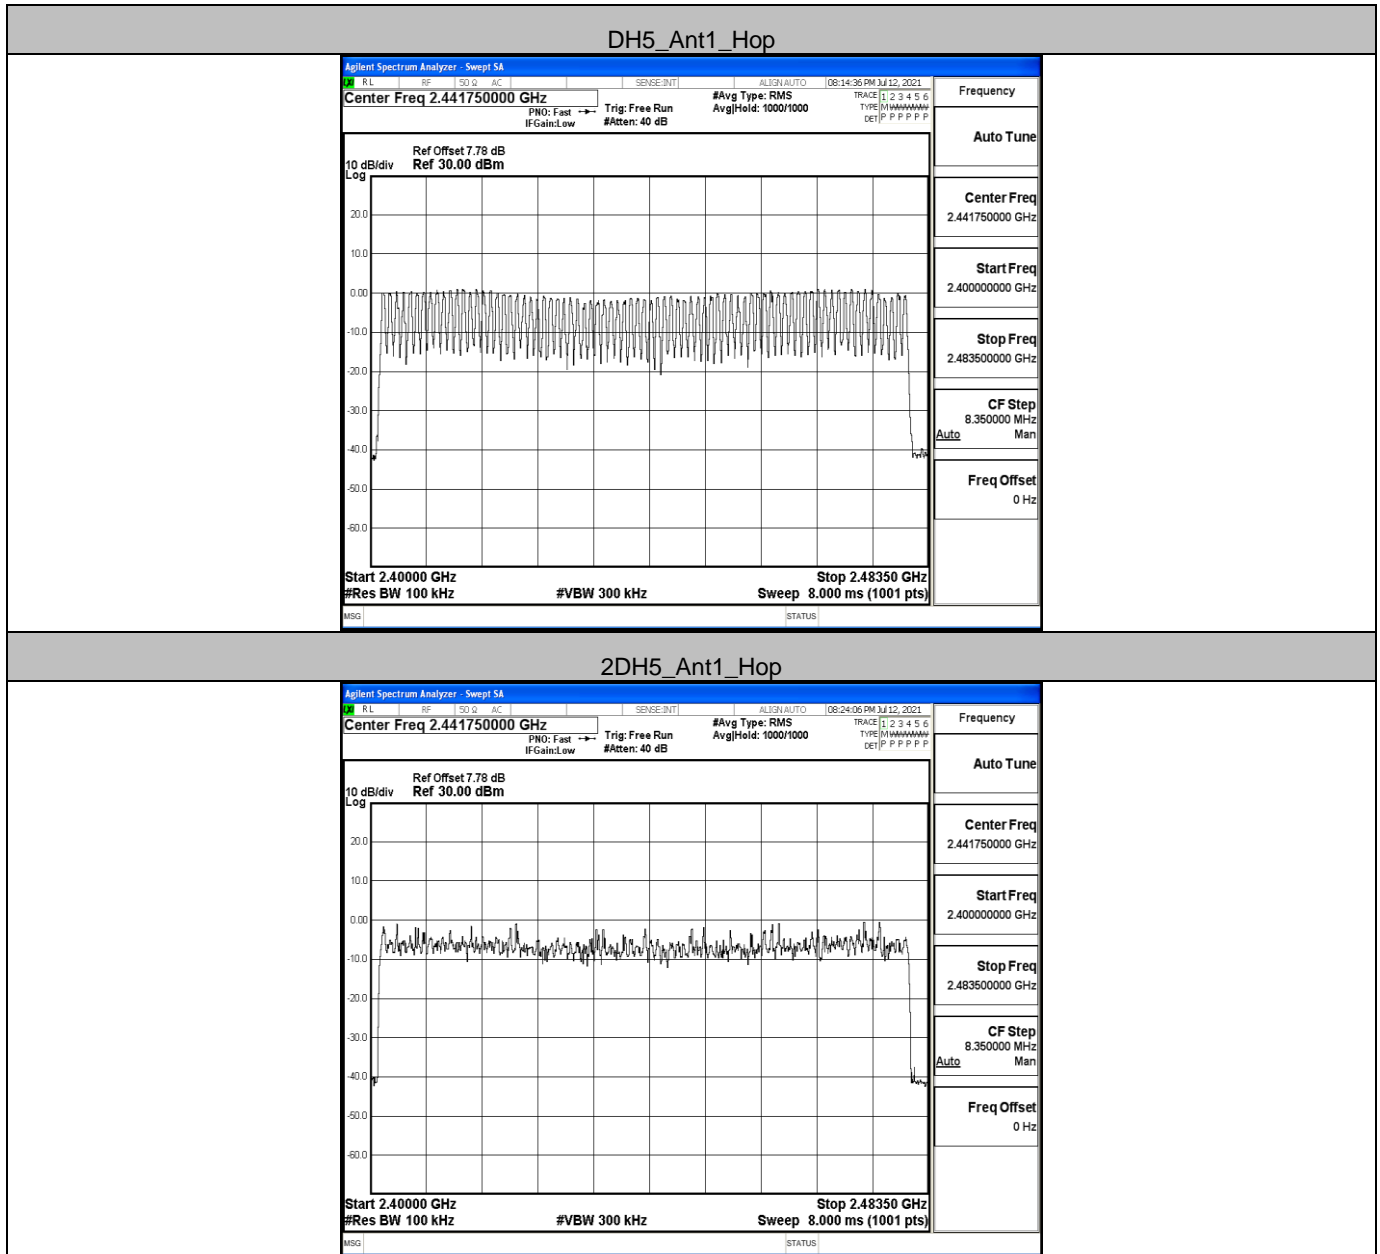 DH5_Ant1_Hop
Agilent Spectrum Analyzer - Swept SA
LXI RL RF 50 Ω AC SENSE:INT ALIGN AUTO 08:14:36 PM Jul 12, 2021
Center Freq 2.441750000 GHz
PNO: Fast
IFGain:Low
Trig: Free Run
#Atten: 40 dB
#Avg Type: RMS
Avg|Hold: 1000/1000
TRACE 1 2 3 4 5 6
TYPE M
DET P P P P P P
Ref Offset 7.78 dB
10 dB/div Ref 30.00 dBm
Log
20.0
10.0
0.00
-10.0
-20.0
-30.0
-40.0
-50.0
-60.0
Start 2.40000 GHz Stop 2.48350 GHz
#Res BW 100 kHz #VBW 300 kHz Sweep 8.000 ms (1001 pts)
MSG STATUS
Frequency
Auto Tune
Center Freq
2.441750000 GHz
Start Freq
2.400000000 GHz
Stop Freq
2.483500000 GHz
CF Step
8.350000 MHz
Auto Man
Freq Offset
0 Hz
2DH5_Ant1_Hop
Agilent Spectrum Analyzer - Swept SA
LXI RL RF 50 Ω AC SENSE:INT ALIGN AUTO 08:24:06 PM Jul 12, 2021
Center Freq 2.441750000 GHz
PNO: Fast
IFGain:Low
Trig: Free Run
#Atten: 40 dB
#Avg Type: RMS
Avg|Hold: 1000/1000
TRACE 1 2 3 4 5 6
TYPE M
DET P P P P P P
Ref Offset 7.78 dB
10 dB/div Ref 30.00 dBm
Log
20.0
10.0
0.00
-10.0
-20.0
-30.0
-40.0
-50.0
-60.0
Start 2.40000 GHz Stop 2.48350 GHz
#Res BW 100 kHz #VBW 300 kHz Sweep 8.000 ms (1001 pts)
MSG STATUS
Frequency
Auto Tune
Center Freq
2.441750000 GHz
Start Freq
2.400000000 GHz
Stop Freq
2.483500000 GHz
CF Step
8.350000 MHz
Auto Man
Freq Offset
0 Hz